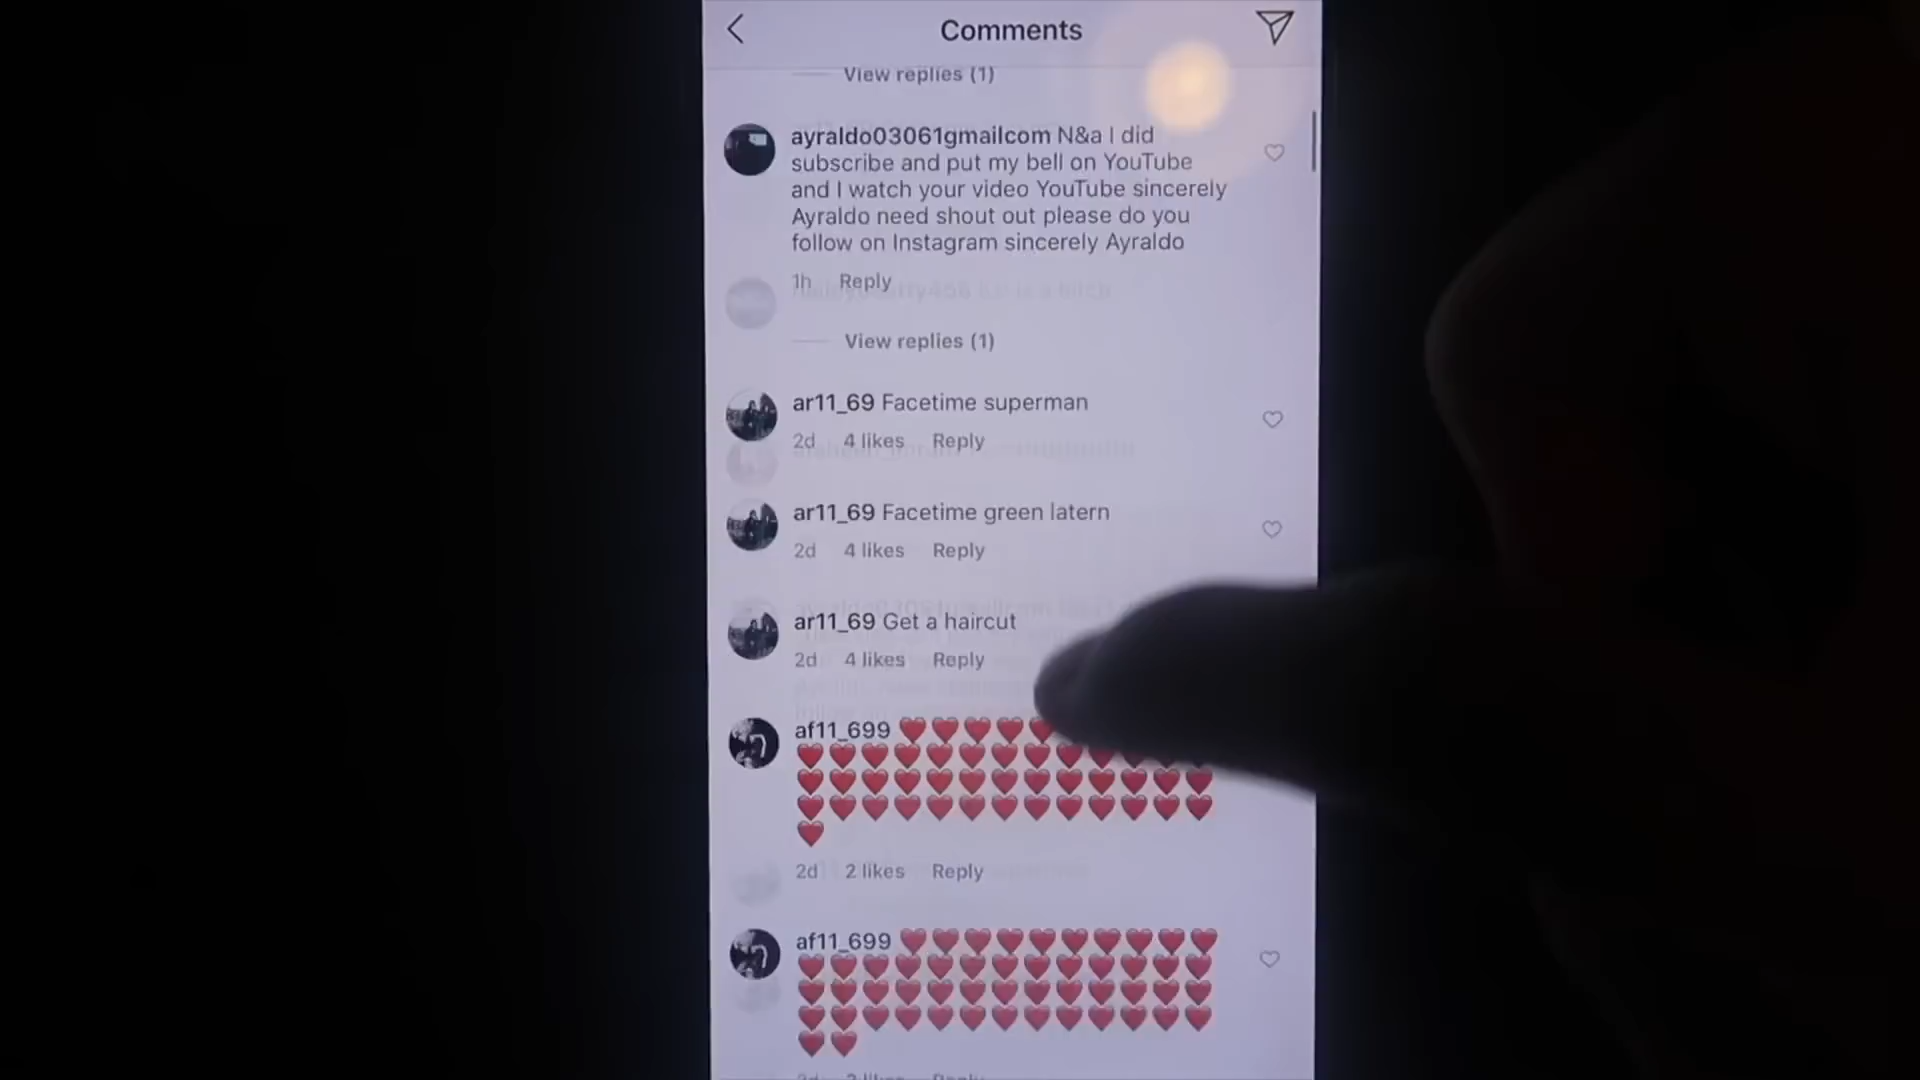 Comments
View replies (1)
ayraldo03061gmailcom N&a I did
subscribe and put my bell on YouTube
and I watch your video YouTube sincerely
Ayraldo need shout out please do you
follow on Instagram sincerely Ayraldo
1h Reply
View replies (1)
ar11_69 Facetime superman
2d 4 likes Reply
ar11_69 Facetime green latern
2d 4 likes Reply
ar11_69 Get a haircut
2d 4 likes Reply
af11_699
2d 2 likes Reply
af11_699